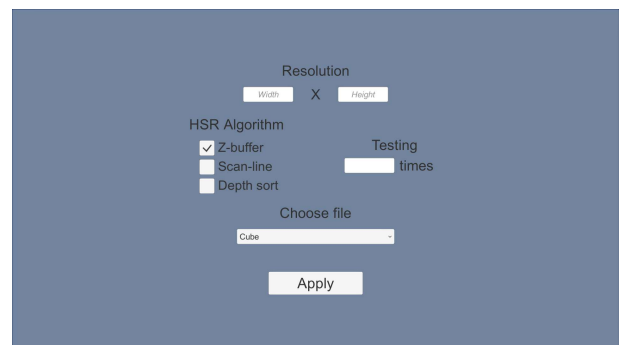 Resolution
Width X Height
HSR Algorithm
Z-buffer
Scan-line
Depth sort
Testing
times
Choose file
Cube
Apply